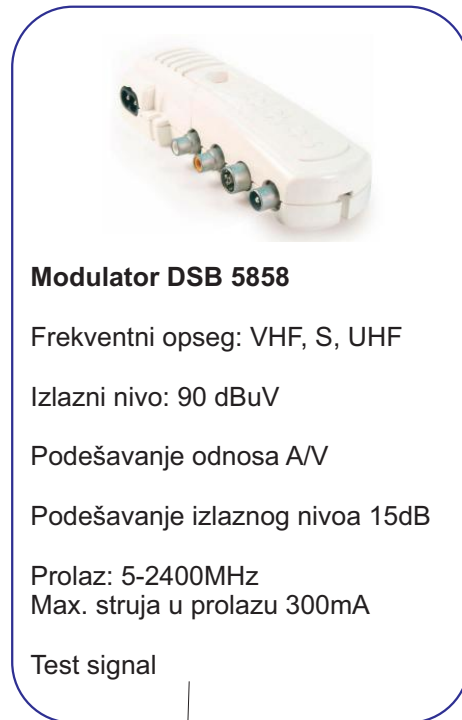 Modulator DSB 5858
Frekventni opseg: VHF, S, UHF
Izlazni nivo: 90 dBuV
Podešavanje odnosa A/V
Podešavanje izlaznog nivoa 15dB
Prolaz: 5-2400MHz
Max. struja u prolazu 300mA
Test signal